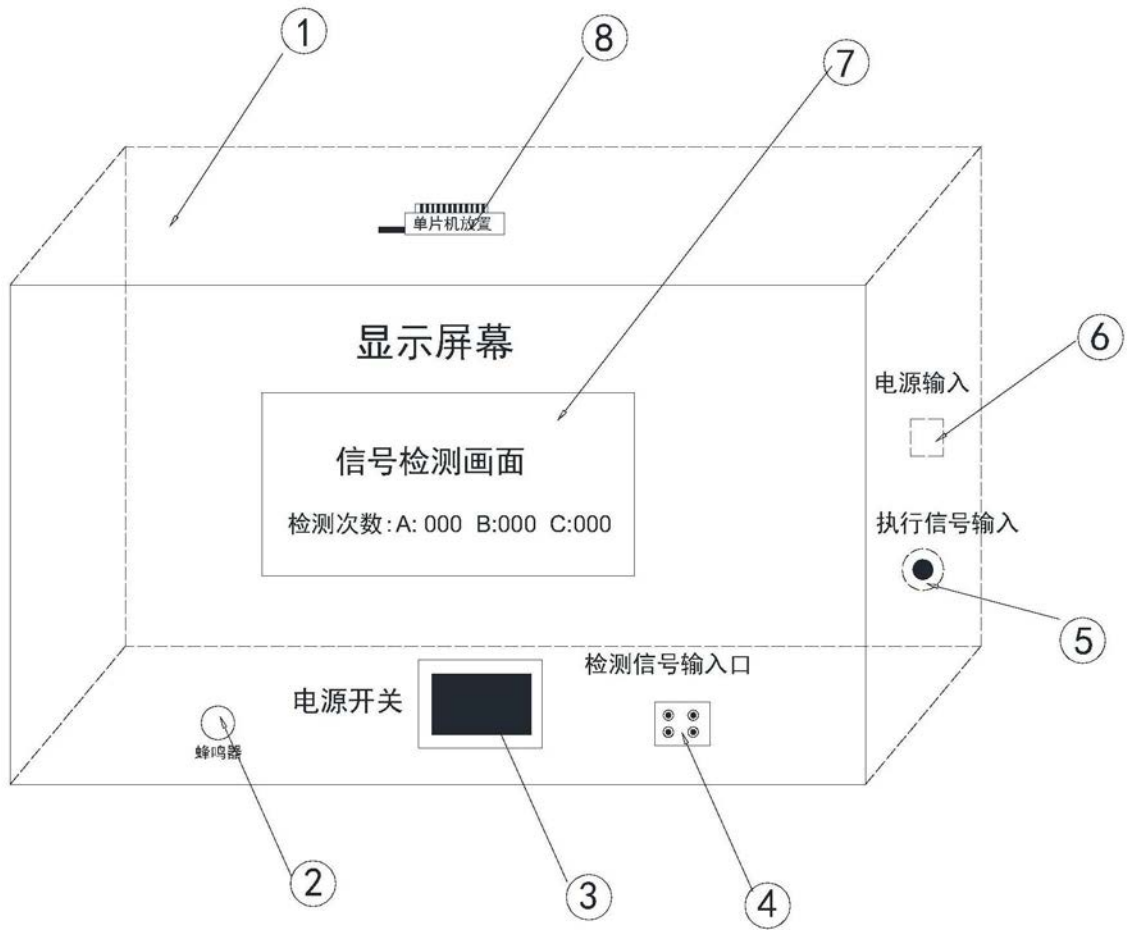 ①
⑧
⑦
单片机放置
显示屏幕
⑥
电源输入
信号检测画面
检测次数:A: 000 B:000 C:000
执行信号输入
⑤
检测信号输入口
电源开关
蜂鸣器
②
③
④